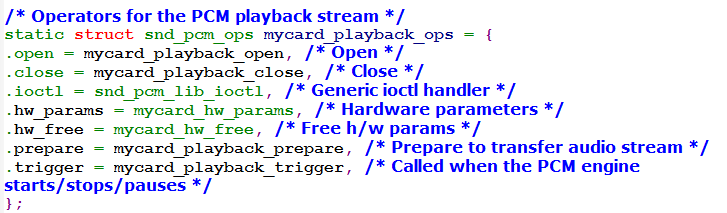 /* Operators for the PCM playback stream */
static struct snd_pcm_ops mycard_playback_ops = {
.open = mycard_playback_open, /* Open */
.close = mycard_playback_close, /* Close */
.ioctl = snd_pcm_lib_ioctl, /* Generic ioctl handler */
.hw_params = mycard_hw_params, /* Hardware parameters */
.hw_free = mycard_hw_free, /* Free h/w params */
.prepare = mycard_playback_prepare, /* Prepare to transfer audio stream */
.trigger = mycard_playback_trigger, /* Called when the PCM engine
starts/stops/pauses */
};